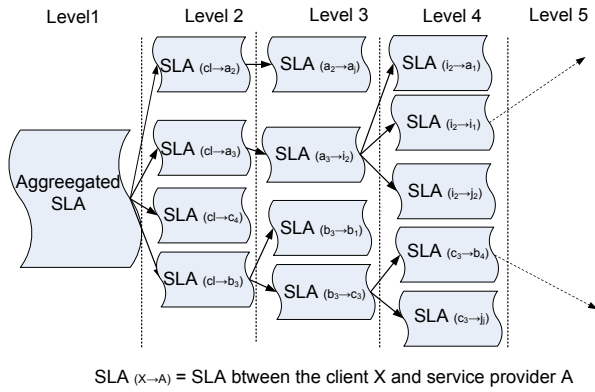 Level1
Level 2
Level 3
Level 4
Level 5
Aggreegated
SLA
SLA (cl→a2)
SLA (cl→a3)
SLA (cl→c4)
SLA (cl→b3)
SLA (a2→aj)
SLA (a3→i2)
SLA (b3→b1)
SLA (b3→c3)
SLA (i2→a1)
SLA (i2→i1)
SLA (i2→j2)
SLA (c3→b4)
SLA (c3→jj)
SLA (X→A) = SLA btween the client X and service provider A